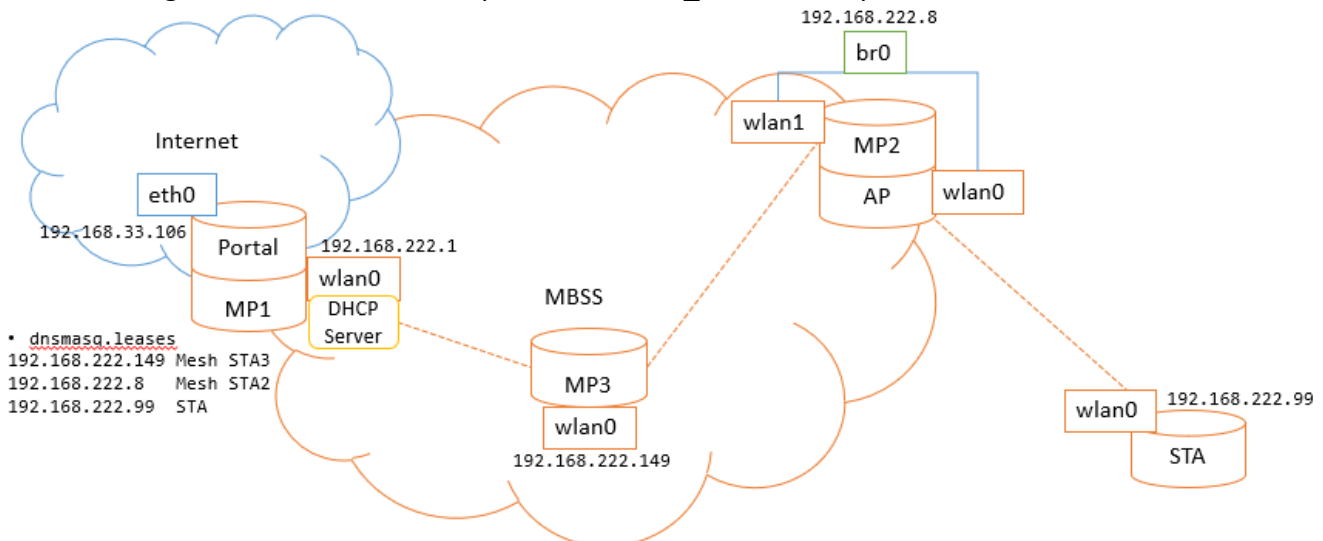 192.168.222.8
br0
wlan1
MP2
AP
wlan0
Internet
eth0
192.168.33.106
Portal
192.168.222.1
wlan0
MP1
DHCP
Server
• dnsmasq.leases
192.168.222.149 Mesh STA3
192.168.222.8 Mesh STA2
192.168.222.99 STA
MBSS
MP3
wlan0
192.168.222.149
wlan0
192.168.222.99
STA